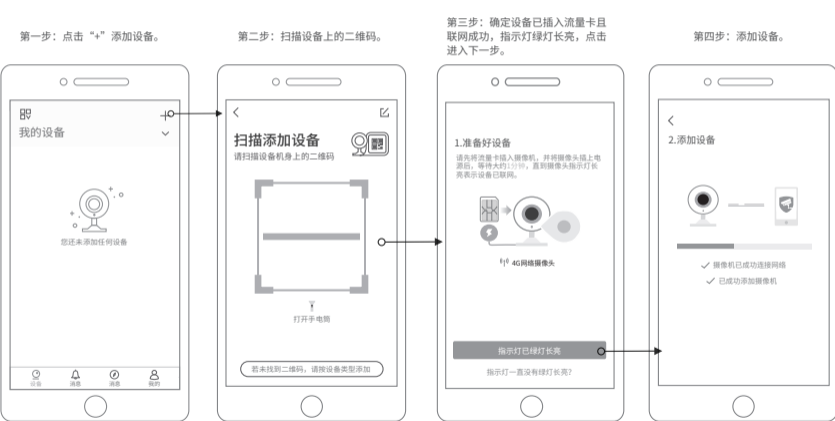 第一步：点击“+”添加设备。
第二步：扫描设备上的二维码。
第三步：确定设备已插入流量卡且
联网成功，指示灯绿灯长亮，点击
进入下一步。
第四步：添加设备。
我的设备
您还未添加任何设备
设备
消息
消息
我的
扫描添加设备
请扫描设备机身上的二维码
打开手电筒
若未找到二维码，请按设备类型添加
1.准备好设备
请先将流量卡插入摄像机，并将摄像头插上电
源后，等待大约1分钟，直到摄像头指示灯长
亮表示设备已联网。
4G网络摄像头
指示灯已绿灯长亮
指示灯一直没有绿灯长亮？
2.添加设备
摄像机已成功连接网络
已成功添加摄像机